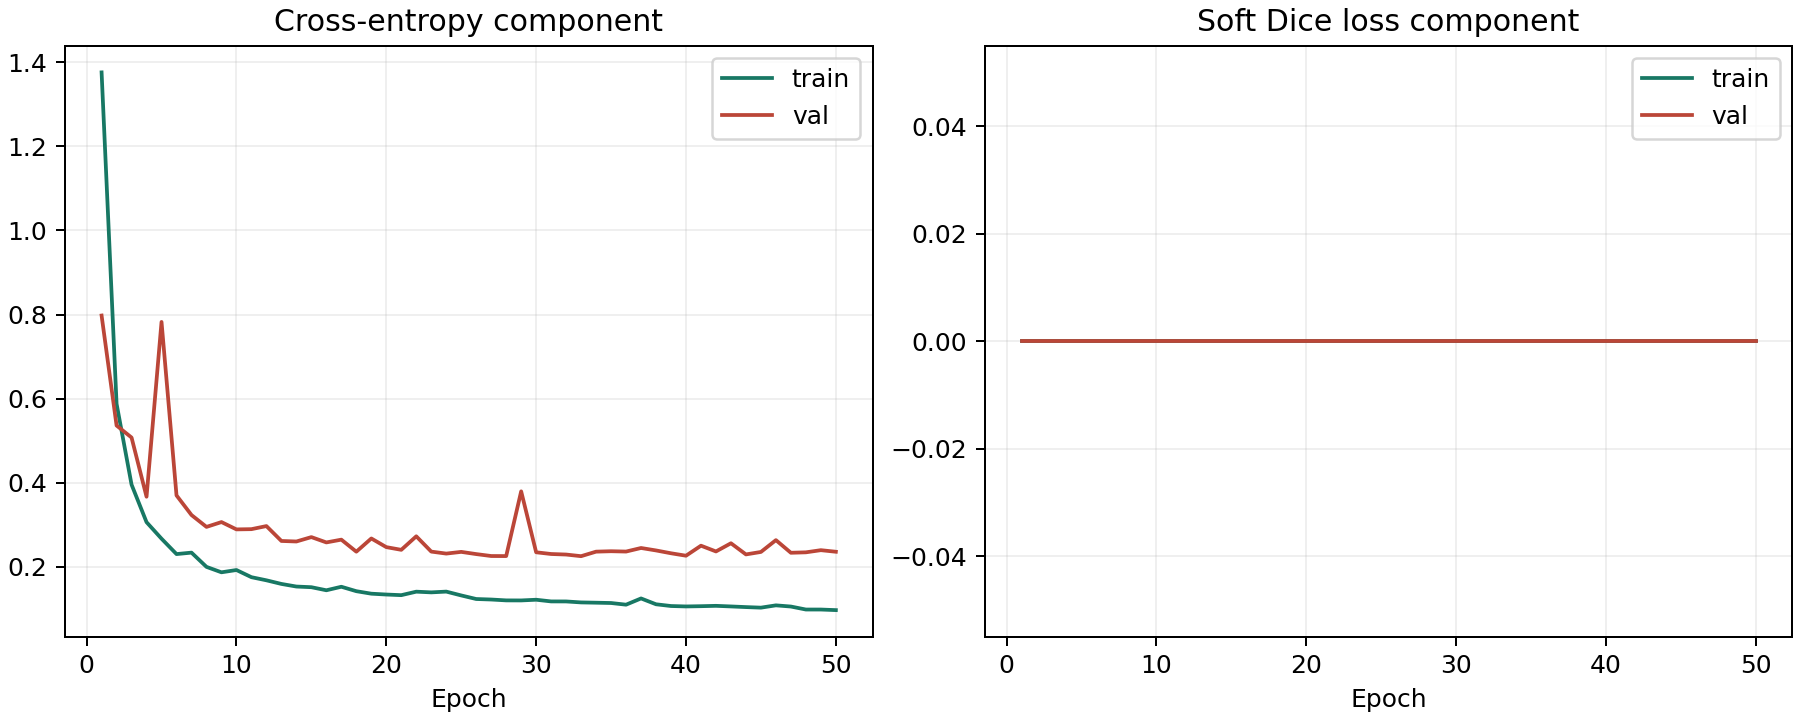 Cross-entropy component
1.4
1.2
1.0
0.8
0.6
0.4
0.2
0 10 20 30 40 50
Epoch
train
val
Soft Dice loss component
0.04
0.02
0.00
−0.02
−0.04
0 10 20 30 40 50
Epoch
train
val